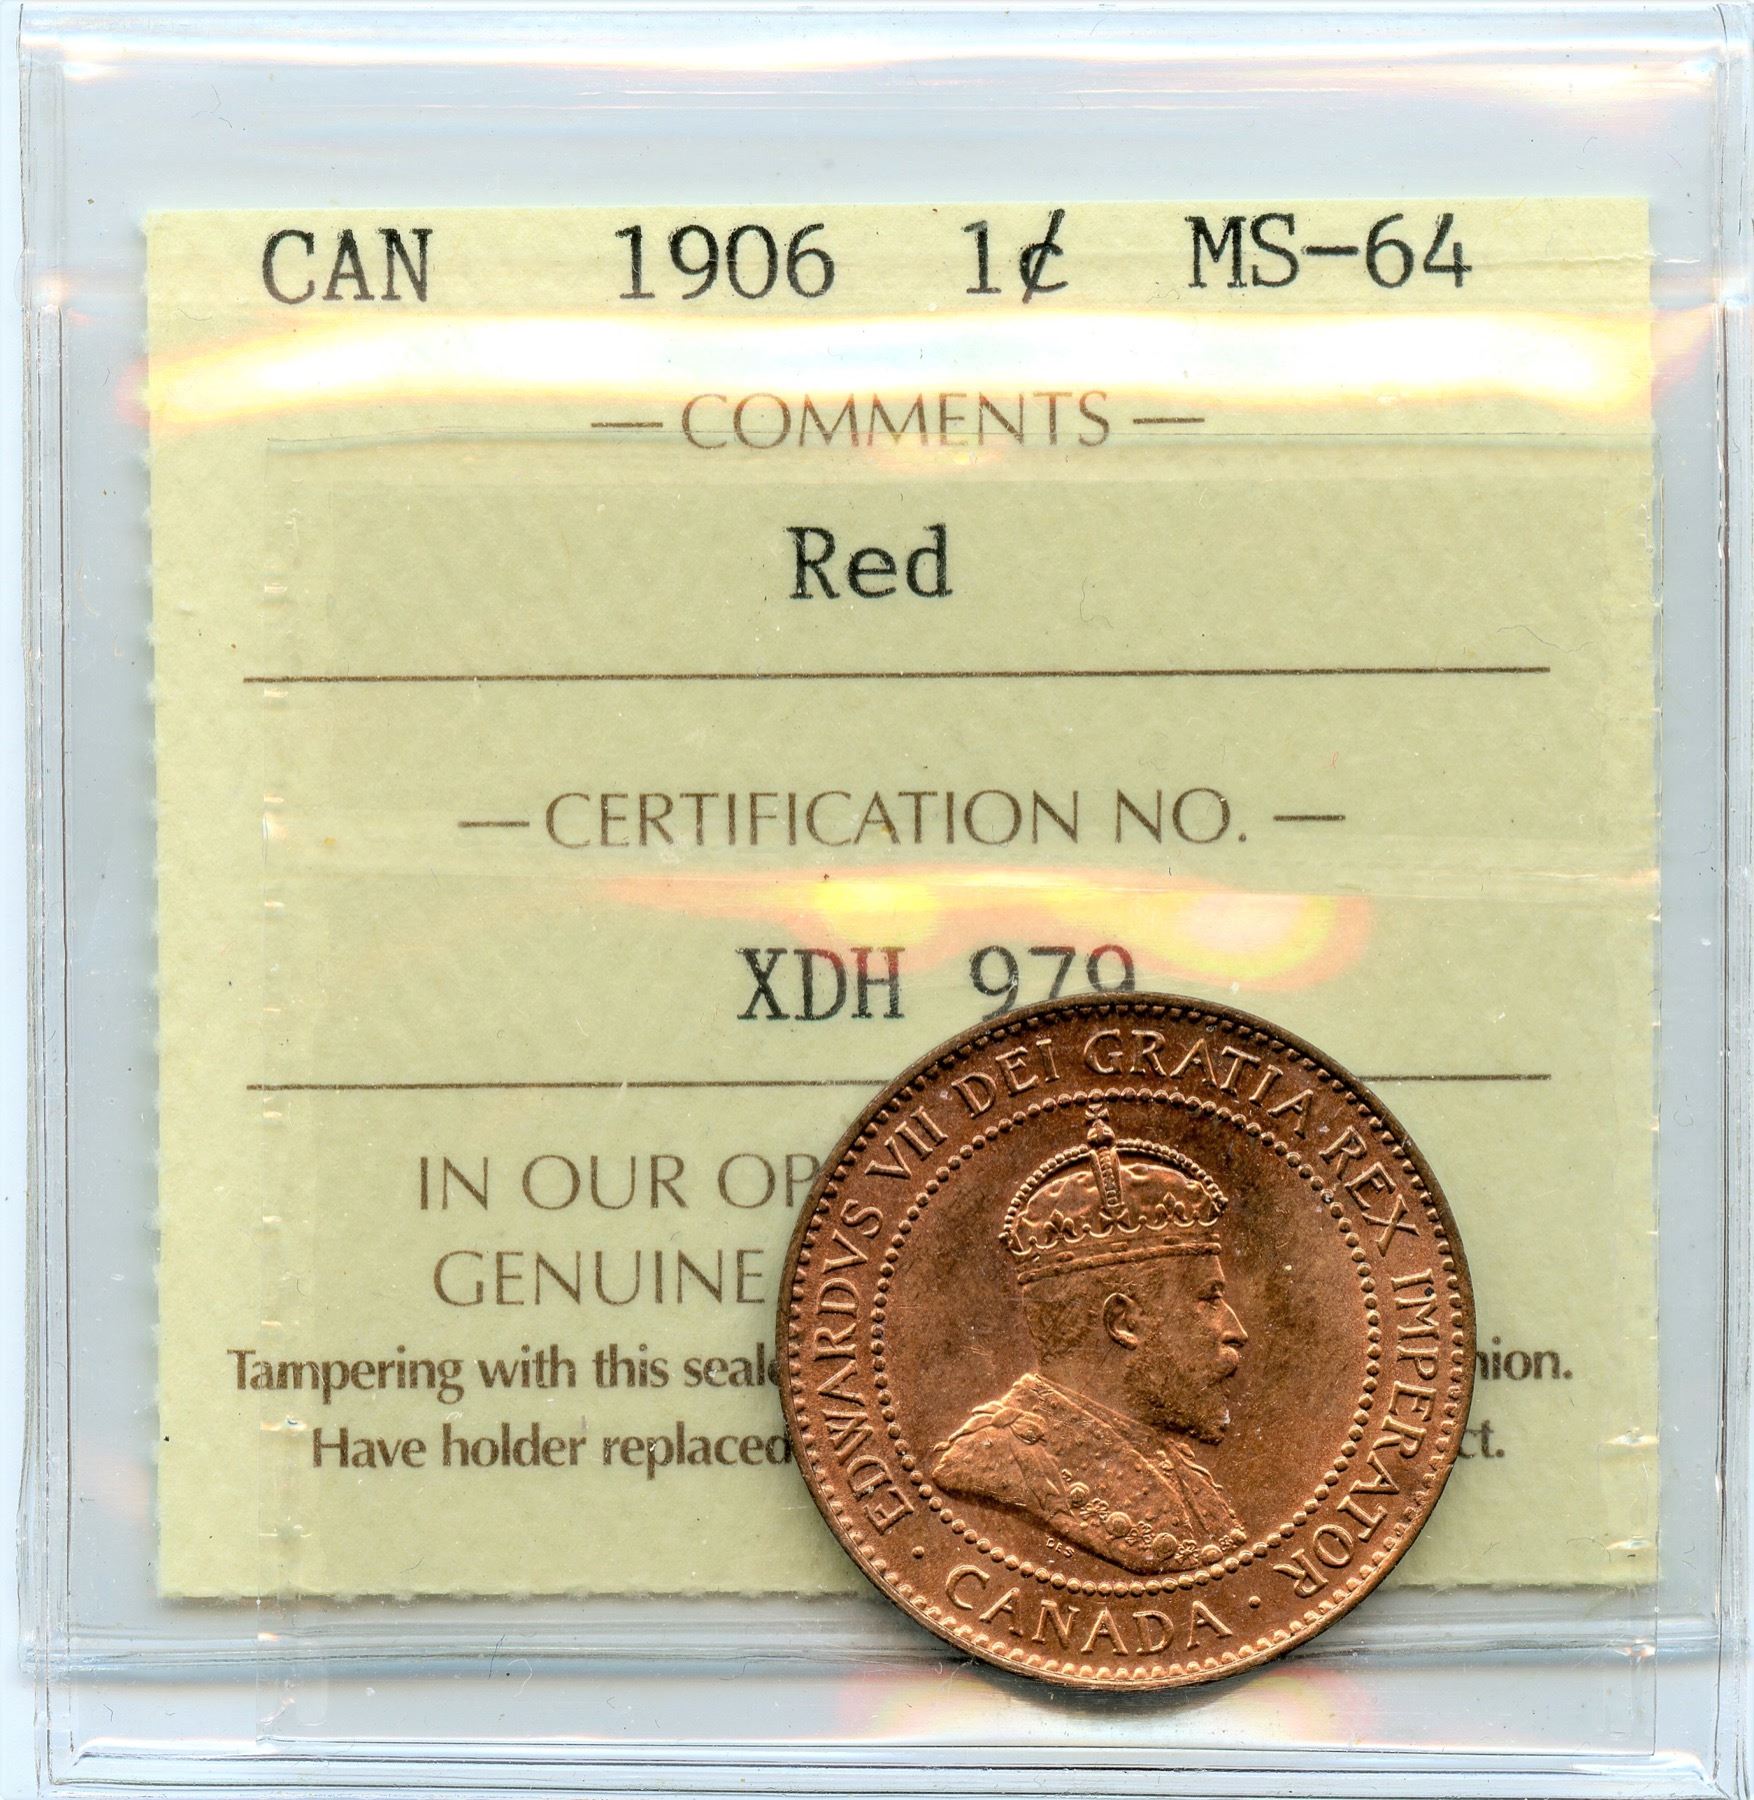 CAN 1906 1¢ MS-64
— COMMENTS —
Red
— CERTIFICATION NO. —
XDH 979
IN OUR OP
GENUINE
Tampering with this seale nion.
Have holder replaced ct.
EDWARDVS VII DEI GRATIA REX IMPERATOR
· CANADA ·
DES